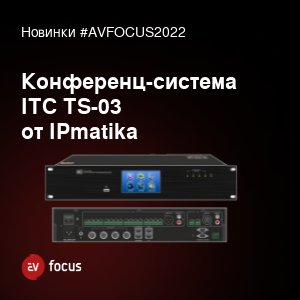 Новинки #AVFOCUS2022
Конференц-система
ITC TS-03
от IPmatika
AV focus